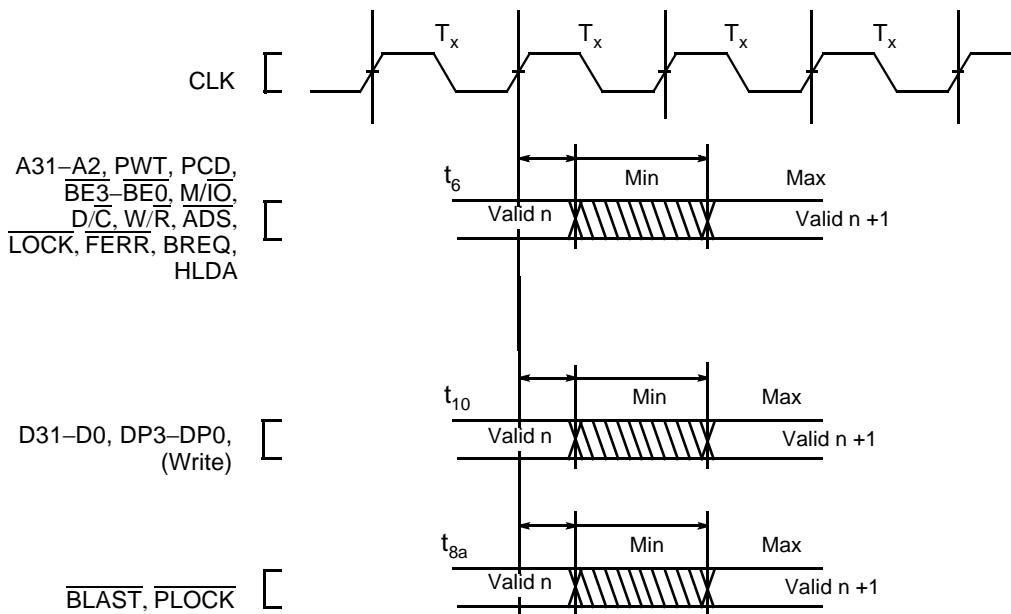 Tx Tx Tx Tx
CLK
A31–A2, PWT, PCD,
BE3–BE0, M/IO,
D/C, W/R, ADS,
LOCK, FERR, BREQ,
HLDA
t6 Min Max
Valid n Valid n +1
t10 Min Max
D31–D0, DP3–DP0,
(Write)
Valid n Valid n +1
t8a Min Max
BLAST, PLOCK
Valid n Valid n +1